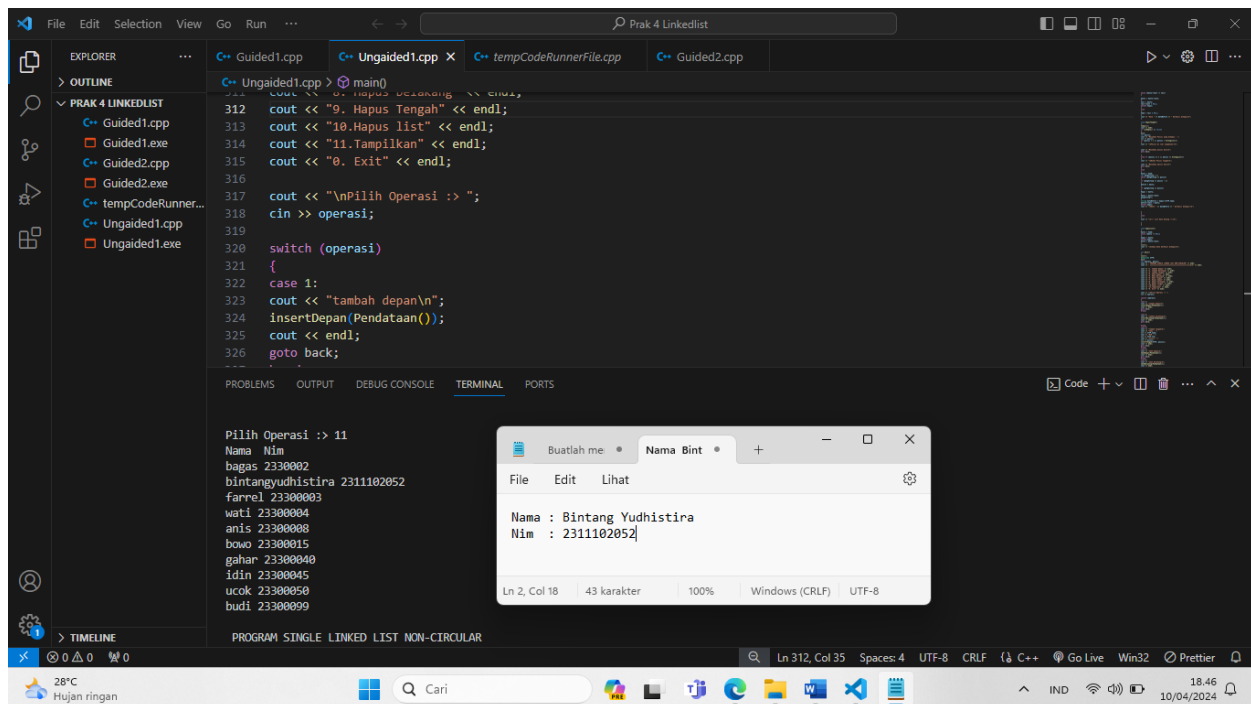 File Edit Selection View Go Run ··· Prak 4 Linkedlist
EXPLORER ···
OUTLINE
PRAK 4 LINKEDLIST
Guided1.cpp
Guided1.exe
Guided2.cpp
Guided2.exe
tempCodeRunner...
Ungaided1.cpp
Ungaided1.exe
TIMELINE
Guided1.cpp Ungaided1.cpp tempCodeRunnerFile.cpp Guided2.cpp
Ungaided1.cpp > main()
311 cout << "8. Hapus Belakang" << endl;
312 cout << "9. Hapus Tengah" << endl;
313 cout << "10.Hapus list" << endl;
314 cout << "11.Tampilkan" << endl;
315 cout << "0. Exit" << endl;
316
317 cout << "\nPilih Operasi :> ";
318 cin >> operasi;
319
320 switch (operasi)
321 {
322 case 1:
323 cout << "tambah depan\n";
324 insertDepan(Pendataan());
325 cout << endl;
326 goto back;
PROBLEMS OUTPUT DEBUG CONSOLE TERMINAL PORTS Code
Pilih Operasi :> 11
Nama Nim
bagas 2330002
bintangyudhistira 2311102052
farrel 23300003
wati 23300004
anis 23300008
bowo 23300015
gahar 23300040
idin 23300045
ucok 23300050
budi 23300099
PROGRAM SINGLE LINKED LIST NON-CIRCULAR
Buatlah me Nama Bint
File Edit Lihat
Nama : Bintang Yudhistira
Nim : 2311102052
Ln 2, Col 18 43 karakter 100% Windows (CRLF) UTF-8
1
0 0 0 Ln 312, Col 35 Spaces: 4 UTF-8 CRLF C++ Go Live Win32 Prettier
28°C
Hujan ringan
Cari
PRE
IND
18.46
10/04/2024